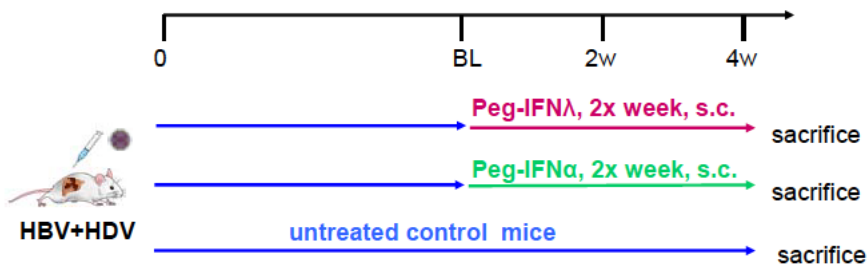 0 BL 2w 4w
Peg-IFNλ, 2x week, s.c.
sacrifice
Peg-IFNα, 2x week, s.c.
sacrifice
HBV+HDV
untreated control mice
sacrifice